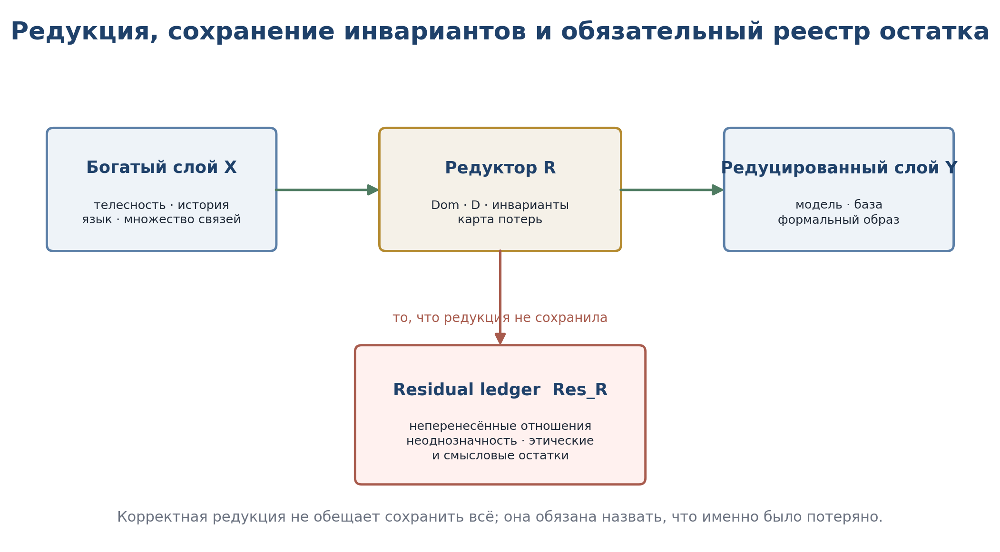 Редукция, сохранение инвариантов и обязательный реестр остатка
Богатый слой X
телесность · история
язык · множество связей
Редуктор R
Dom · D · инварианты
карта потерь
Редуцированный слой Y
модель · база
формальный образ
то, что редукция не сохранила
Residual ledger  Res_R
неперенесённые отношения
неоднозначность · этические
и смысловые остатки
Корректная редукция не обещает сохранить всё; она обязана назвать, что именно было потеряно.